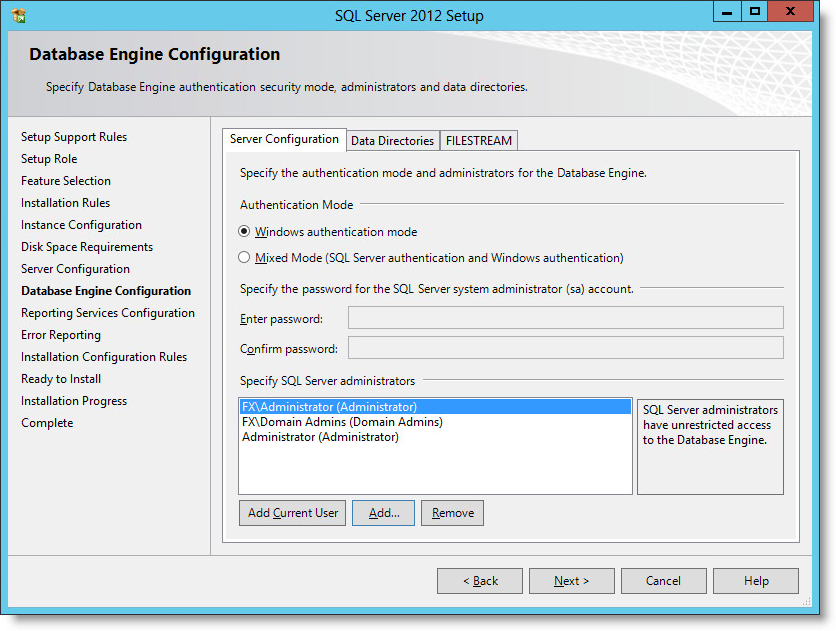 SQL Server 2012 Setup
Database Engine Configuration
Specify Database Engine authentication security mode, administrators and data directories.
Setup Support Rules
Setup Role
Feature Selection
Installation Rules
Instance Configuration
Disk Space Requirements
Server Configuration
Database Engine Configuration
Reporting Services Configuration
Error Reporting
Installation Configuration Rules
Ready to Install
Installation Progress
Complete
Server Configuration
Data Directories
FILESTREAM
Specify the authentication mode and administrators for the Database Engine.
Authentication Mode
Windows authentication mode
Mixed Mode (SQL Server authentication and Windows authentication)
Specify the password for the SQL Server system administrator (sa) account.
Enter password:
Confirm password:
Specify SQL Server administrators
FX\Administrator (Administrator)
FX\Domain Admins (Domain Admins)
Administrator (Administrator)
SQL Server administrators
have unrestricted access
to the Database Engine.
Add Current User
Add...
Remove
< Back
Next >
Cancel
Help